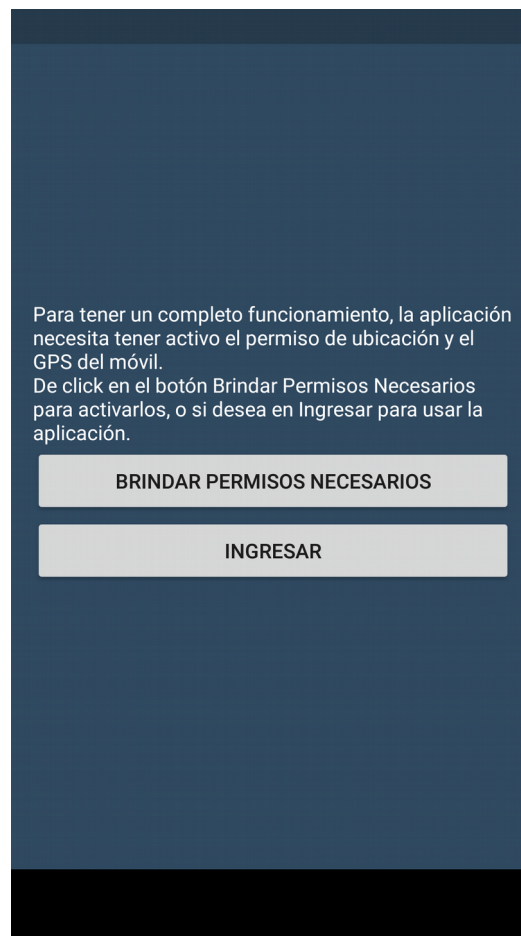 Para tener un completo funcionamiento, la aplicación
necesita tener activo el permiso de ubicación y el
GPS del móvil.
De click en el botón Brindar Permisos Necesarios
para activarlos, o si desea en Ingresar para usar la
aplicación.
BRINDAR PERMISOS NECESARIOS
INGRESAR